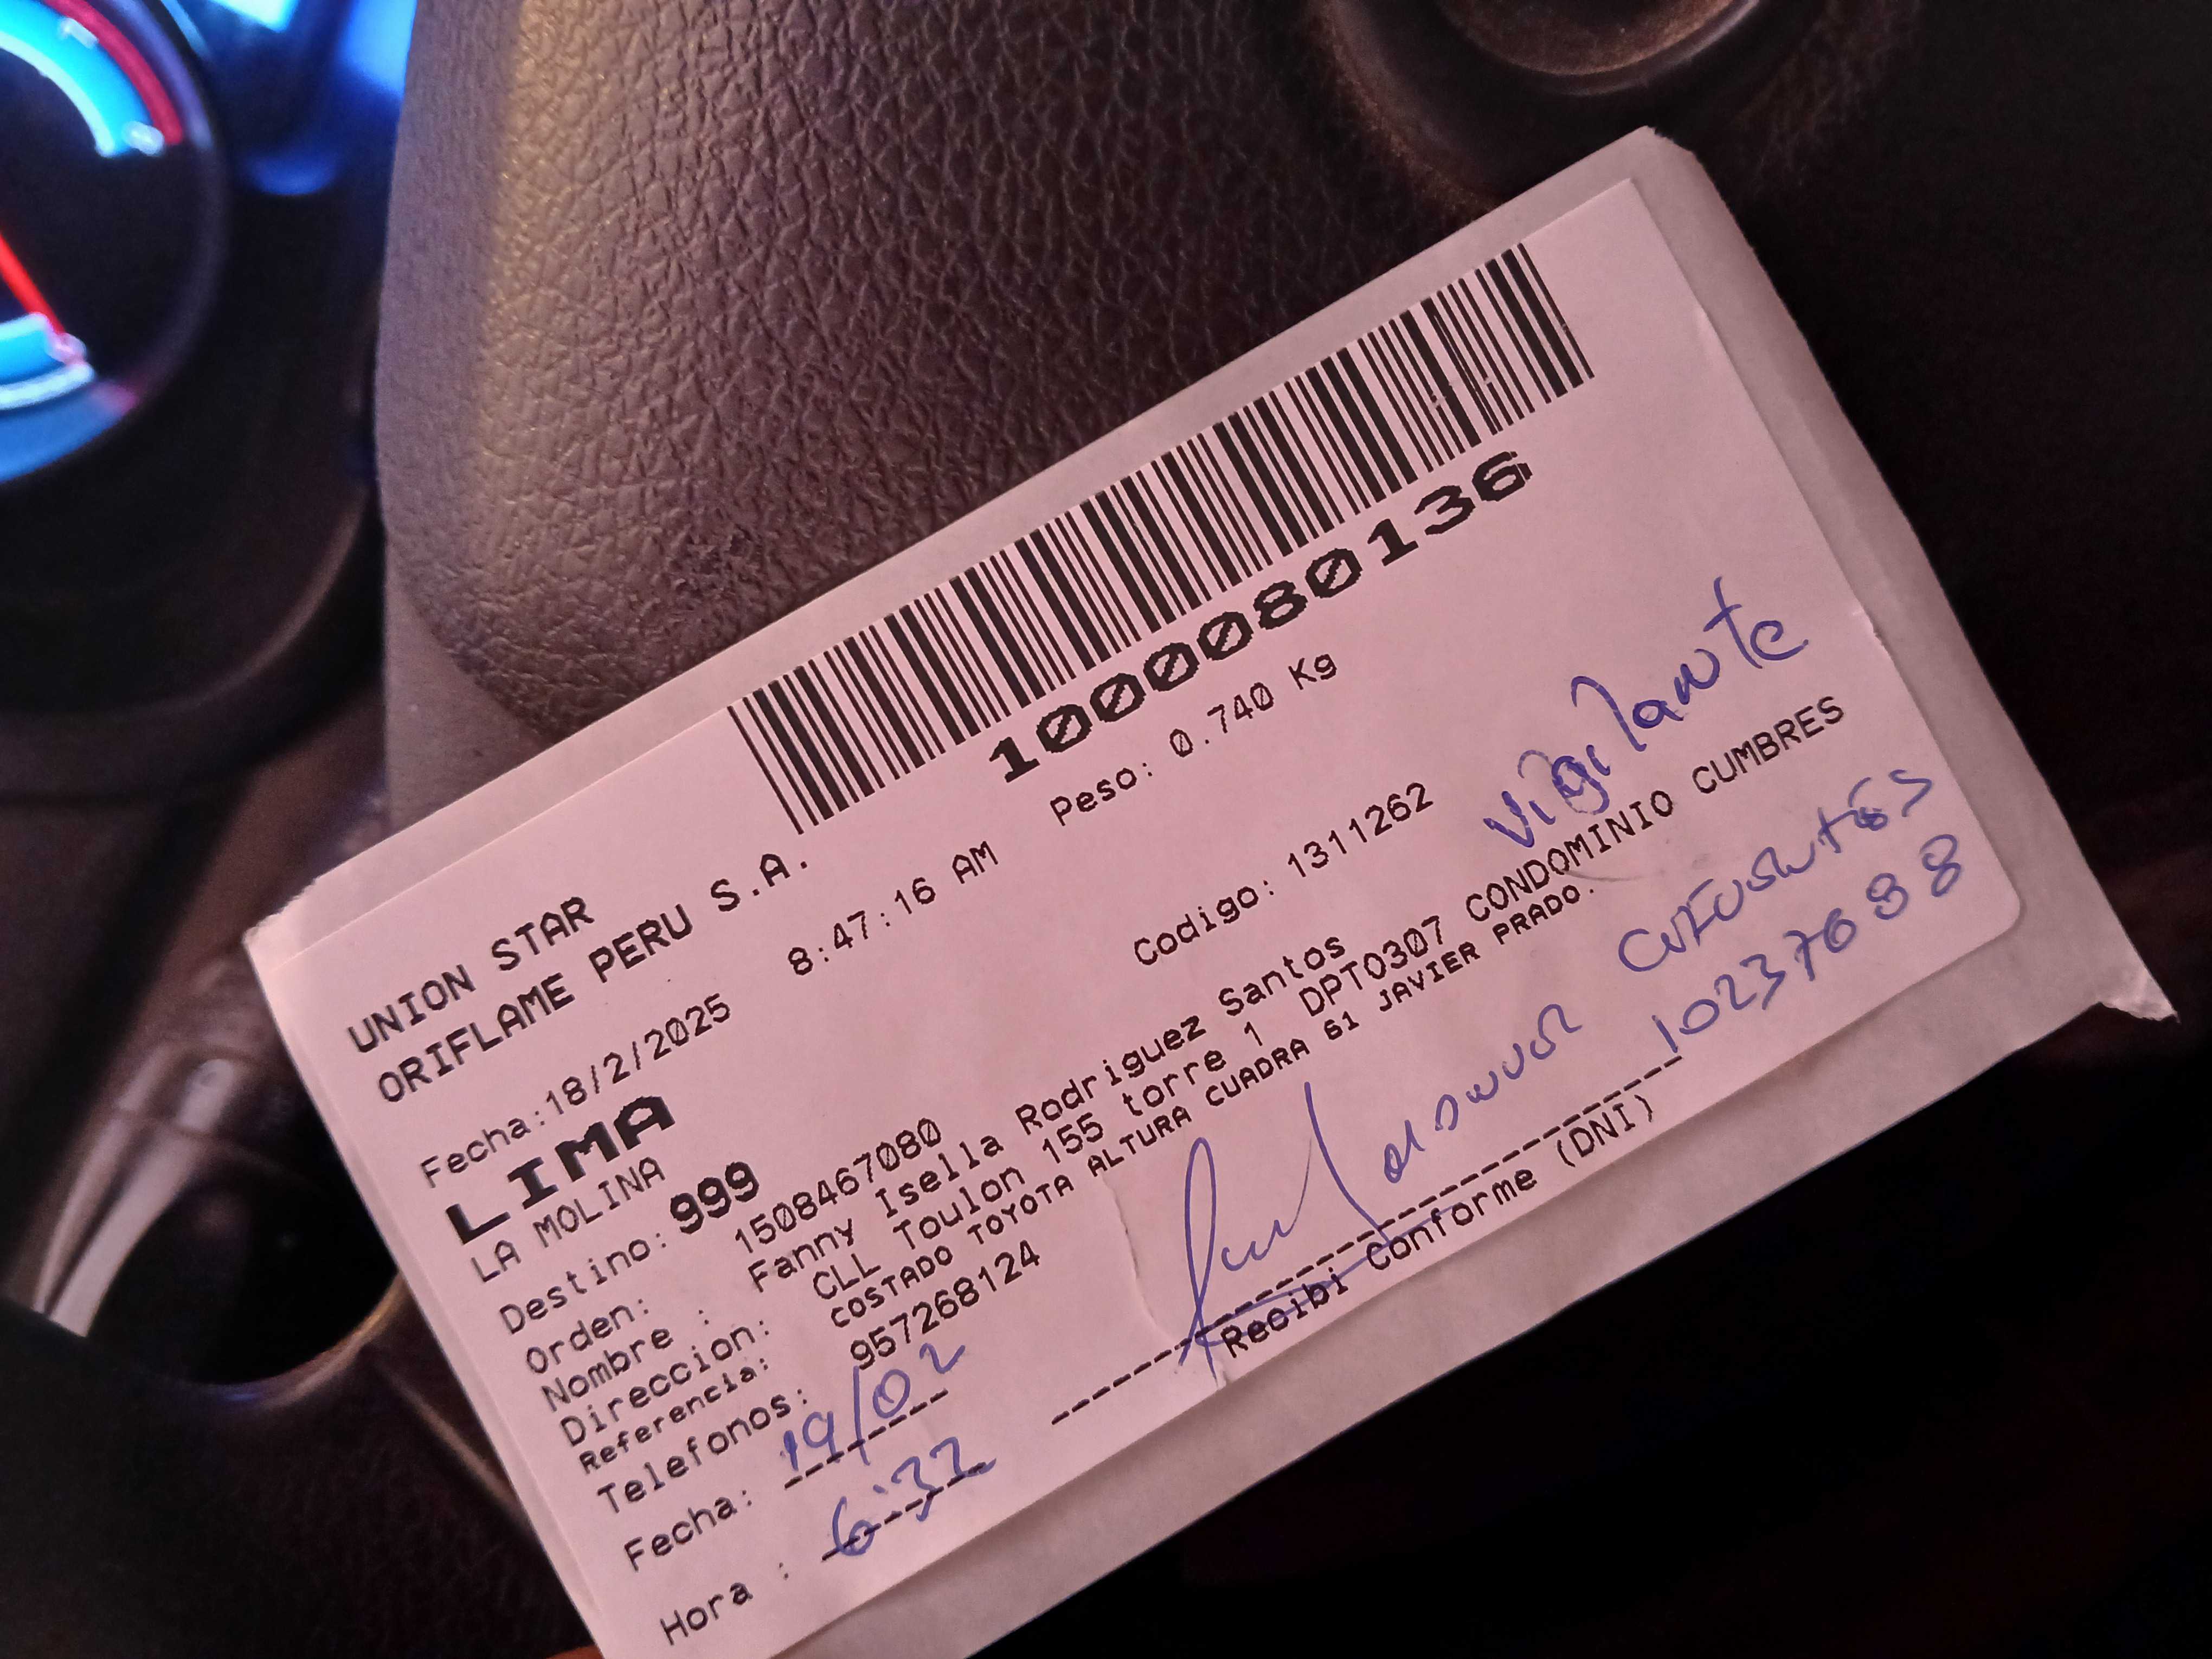 1000080136
UNION STAR
ORIFLAME PERU S.A.
Fecha:18/2/2025 8:47:16 AM Peso: 0.740 Kg
LIMA
LA MOLINA
Destino: 999 Codigo: 1311262
vigilante
Orden: 1508467080
Nombre : Fanny Isella Rodriguez Santos
Direccion: CLL Toulon 155 torre 1 DPTO307 CONDOMINIO CUMBRES
Referencia: COSTADO TOYOTA ALTURA CUADRA 61 JAVIER PRADO.
Telefonos: 957268124
Fecha: 19/02
Hora : 6:32
Recibi Conforme (DNI)